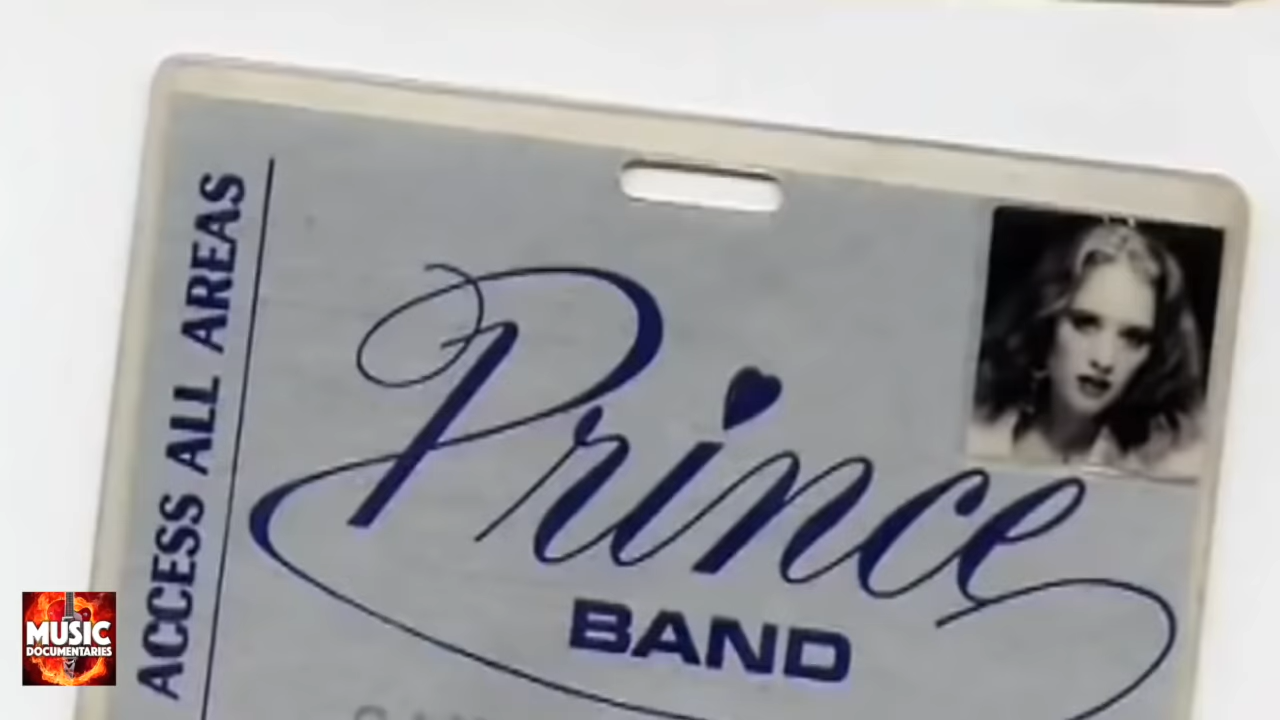 ACCESS ALL AREAS
Prince
BAND
MUSIC
DOCUMENTARIES